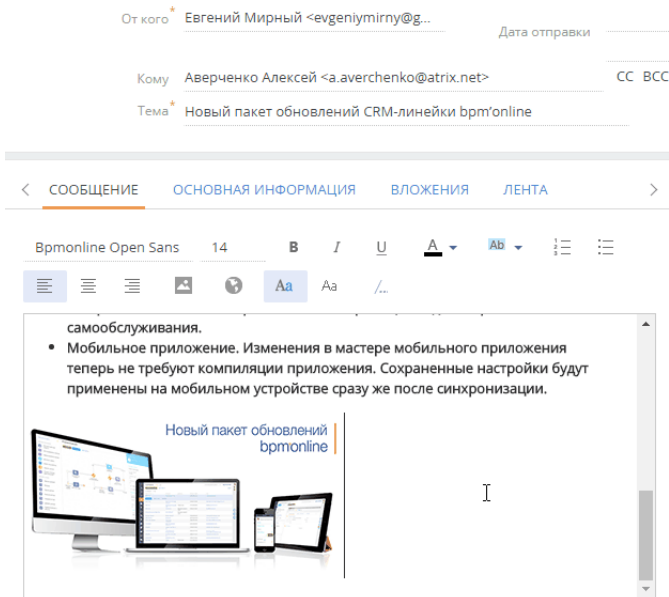 От кого* Евгений Мирный <evgeniymirny@g...
Дата отправки
Кому Аверченко Алексей <a.averchenko@atrix.net> CC BCC
Тема* Новый пакет обновлений CRM-линейки bpm'online
СООБЩЕНИЕ ОСНОВНАЯ ИНФОРМАЦИЯ ВЛОЖЕНИЯ ЛЕНТА
Bpmonline Open Sans 14 B I U A Ab
Aa Aa /...
самообслуживания.
• Мобильное приложение. Изменения в мастере мобильного приложения
теперь не требуют компиляции приложения. Сохраненные настройки будут
применены на мобильном устройстве сразу же после синхронизации.
Новый пакет обновлений
bpmonline